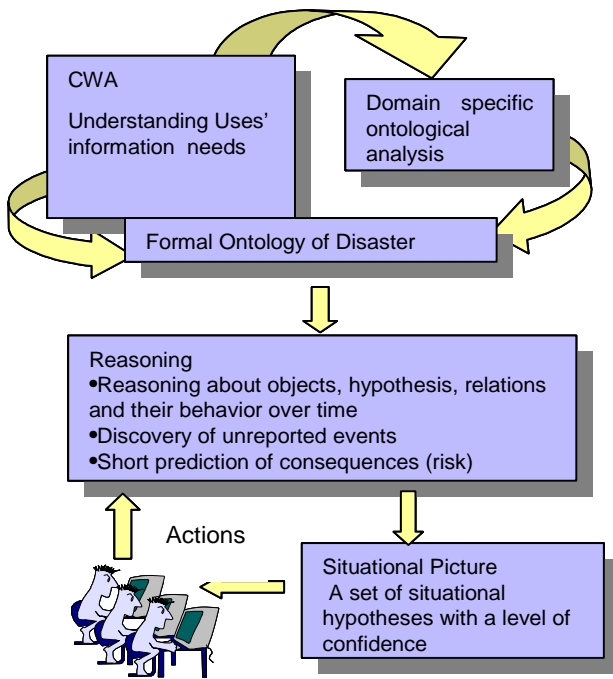 CWA
Understanding Uses’
information needs
Domain specific
ontological
analysis
Formal Ontology of Disaster
Reasoning
•Reasoning about objects, hypothesis, relations
and their behavior over time
•Discovery of unreported events
•Short prediction of consequences (risk)
Actions
Situational Picture
A set of situational
hypotheses with a level of
confidence